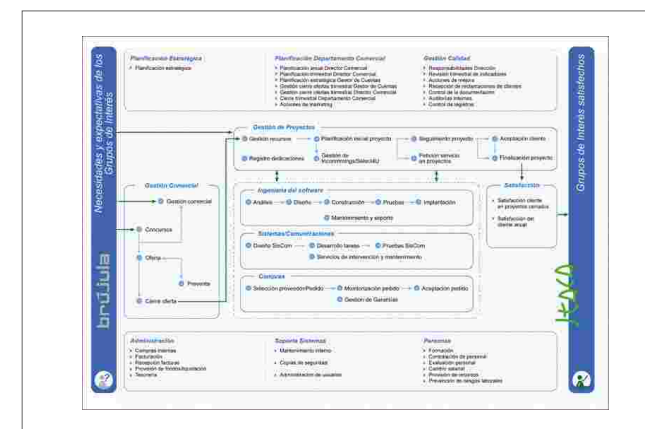 Necesidades y expectativas de los
Grupos de Interés
brújula
Planificación Estratégica
Planificación estratégica
Planificación Departamento Comercial
Planificación anual Director Comercial
Planificación trimestral Director Comercial
Planificación estratégica Gestor de Cuentas
Gestión cierre ofertas trimestral Gestor de Cuentas
Gestión cierre ofertas trimestral Director Comercial
Cierre trimestral Departamento Comercial
Acciones de marketing
Gestión Calidad
Responsabilidades Dirección
Revisión trimestral de indicadores
Acciones de mejora
Recepción de reclamaciones de clientes
Control de la documentación
Auditorías internas
Control de registros
Gestión de Proyectos
Gestión recursos
Planificación inicial proyecto
Seguimiento proyecto
Aceptación cliente
Registro dedicaciones
Gestión de
Petición servicio
en proyectos
Finalización proyecto
Gestión Comercial
Gestión comercial
Concursos
Oferta
Preventa
Cierre oferta
Ingeniería del software
Análisis
Diseño
Construcción
Pruebas
Implantación
Mantenimiento y soporte
Sistemas/Comunicaciones
Diseño SisCom
Desarrollo tareas
Pruebas SisCom
Servicios de intervención y mantenimiento
Compras
Selección proveedor/Pedido
Monitorización pedido
Aceptación pedido
Gestión de Garantías
Satisfacción
Satisfacción cliente
en proyectos cerrados
Satisfacción del
cliente anual
Grupos de Interés satisfechos
Administración
Compras internas
Facturación
Recepción facturas
Provisión de fondos/liquidación
Tesorería
Soporte Sistemas
Mantenimiento interno
Copias de seguridad
Administración de usuarios
Personas
Formación
Contratación de personal
Evaluación personal
Cambio salarial
Provisión de recursos
Prevención de riesgos laborales